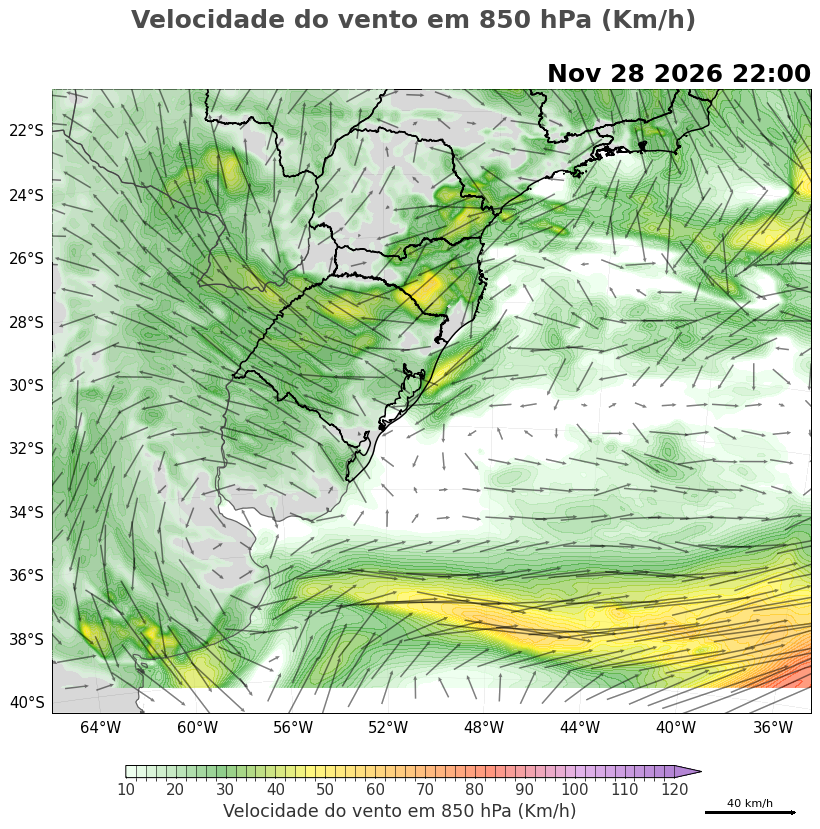 Velocidade do vento em 850 hPa (Km/h)
Nov 28 2026 22:00
22°S
24°S
26°S
28°S
30°S
32°S
34°S
36°S
38°S
40°S
64°W 60°W 56°W 52°W 48°W 44°W 40°W 36°W
10 20 30 40 50 60 70 80 90 100 110 120
Velocidade do vento em 850 hPa (Km/h)
40 km/h